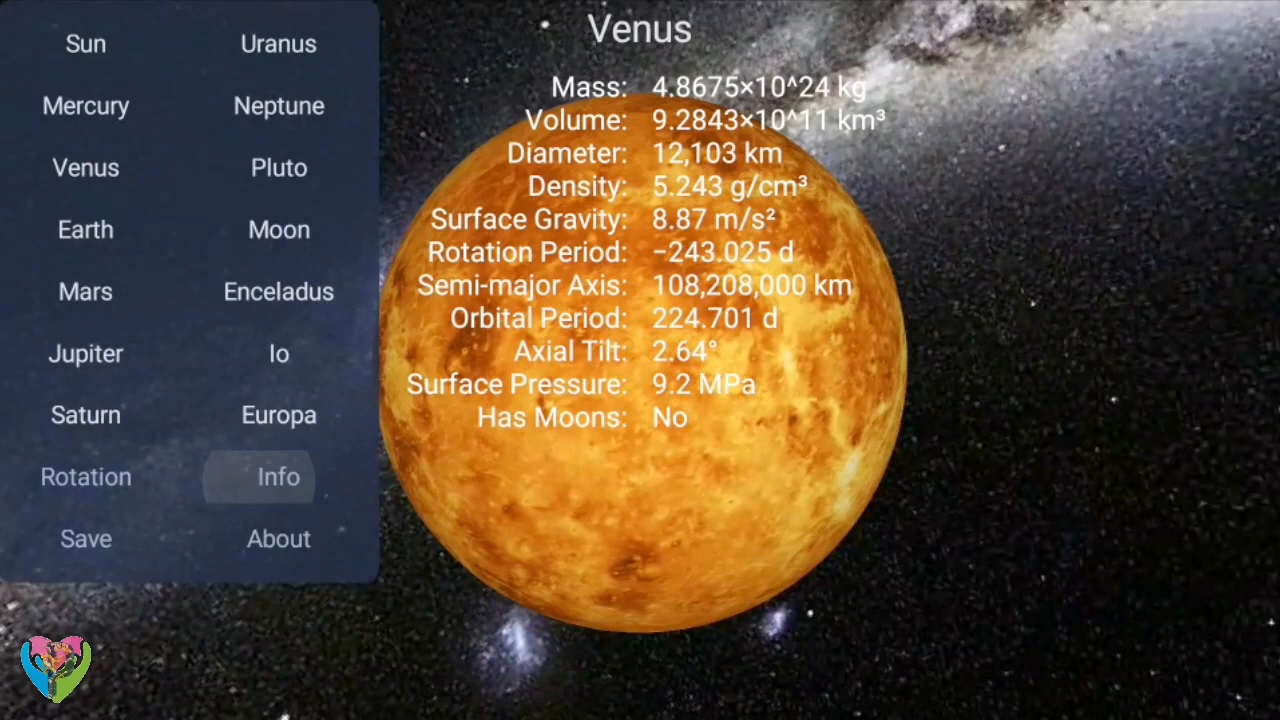 Sun Uranus
Mercury Neptune
Venus Pluto
Earth Moon
Mars Enceladus
Jupiter Io
Saturn Europa
Rotation Info
Save About
Venus
Mass: 4.8675×10^24 kg
Volume: 9.2843×10^11 km³
Diameter: 12,103 km
Density: 5.243 g/cm³
Surface Gravity: 8.87 m/s²
Rotation Period: −243.025 d
Semi-major Axis: 108,208,000 km
Orbital Period: 224.701 d
Axial Tilt: 2.64°
Surface Pressure: 9.2 MPa
Has Moons: No